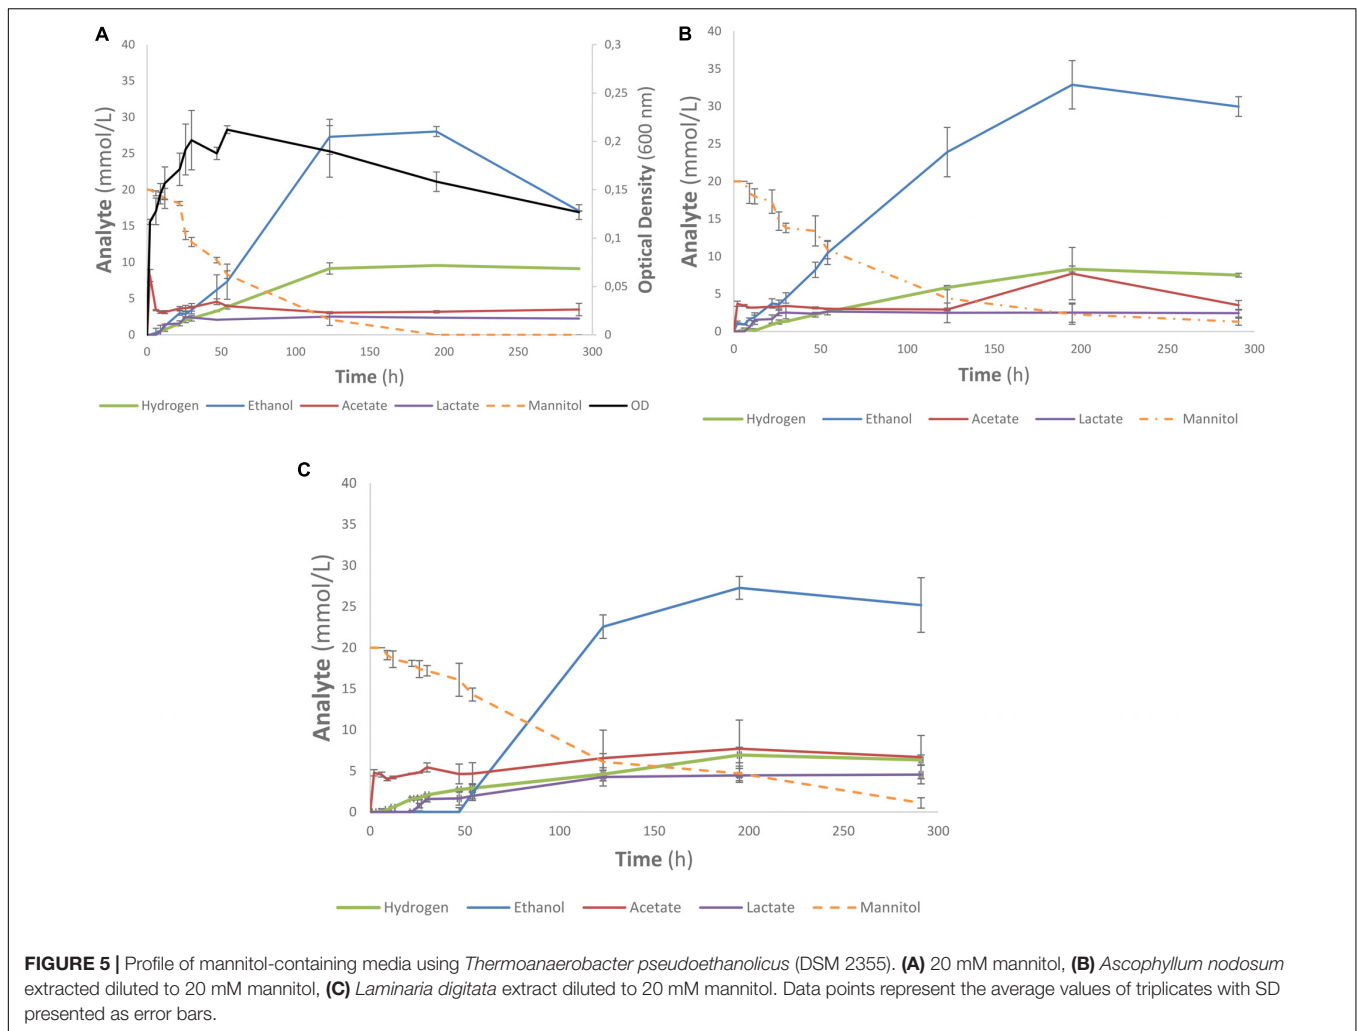 A
40
35
30
25
20
15
10
5
0
Analyte (mmol/L)
0,3
0,25
0,2
0,15
0,1
0,05
0
Optical Density (600 nm)
0 50 100 150 200 250 300
Time (h)
Hydrogen Ethanol Acetate Lactate Mannitol OD
B
40
35
30
25
20
15
10
5
0
Analyte (mmol/L)
0 50 100 150 200 250 300
Time (h)
Hydrogen Ethanol Acetate Lactate Mannitol
C
40
35
30
25
20
15
10
5
0
Analyte (mmol/L)
0 50 100 150 200 250 300
Time (h)
Hydrogen Ethanol Acetate Lactate Mannitol
FIGURE 5 | Profile of mannitol-containing media using Thermoanaerobacter pseudoethanolicus (DSM 2355). (A) 20 mM mannitol, (B) Ascophyllum nodosum
extracted diluted to 20 mM mannitol, (C) Laminaria digitata extract diluted to 20 mM mannitol. Data points represent the average values of triplicates with SD
presented as error bars.